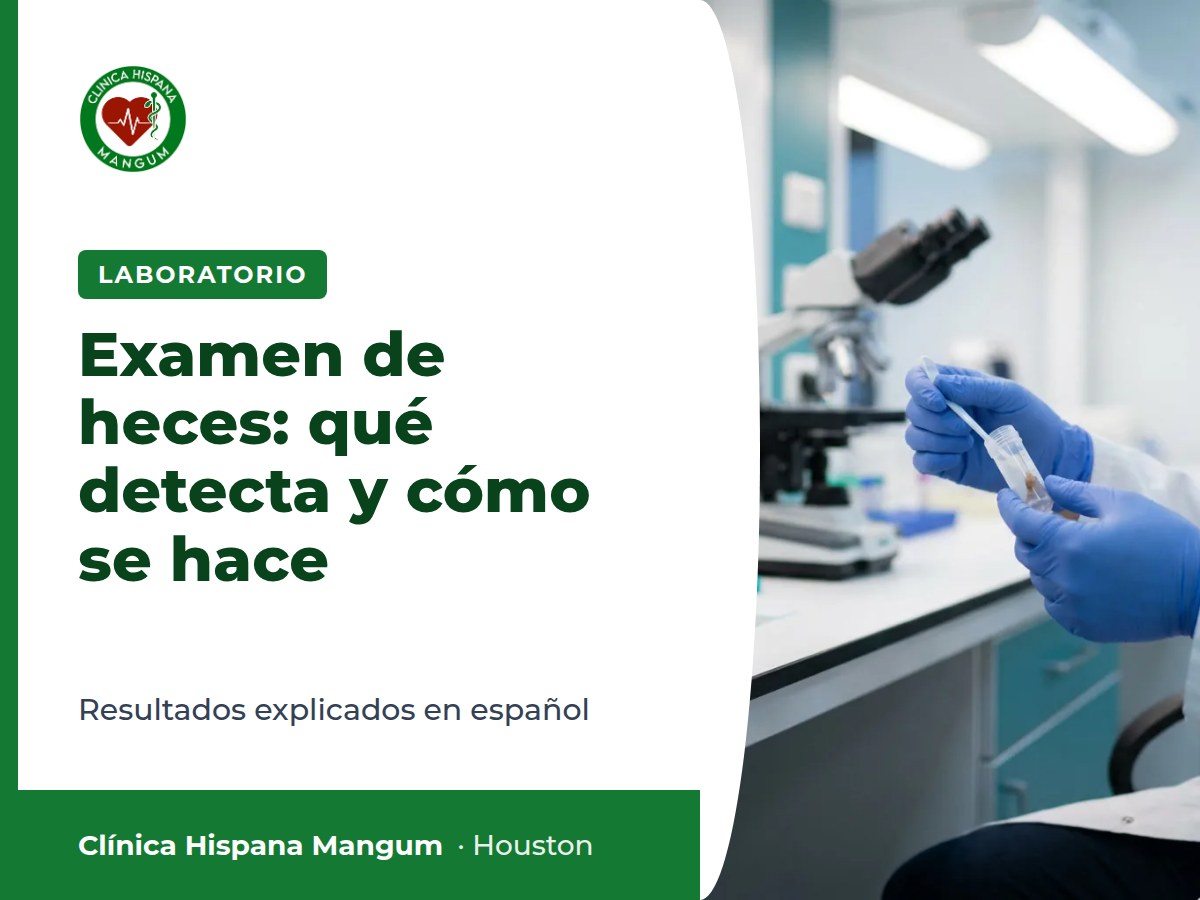 CLINICA HISPANA
MANGUM
LABORATORIO
Examen de
heces: qué
detecta y cómo
se hace
Resultados explicados en español
Clínica Hispana Mangum · Houston